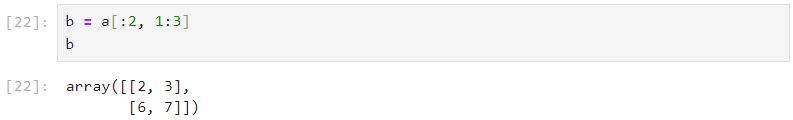 [22]: b = a[:2, 1:3]
b
[22]: array([[2, 3],
       [6, 7]])